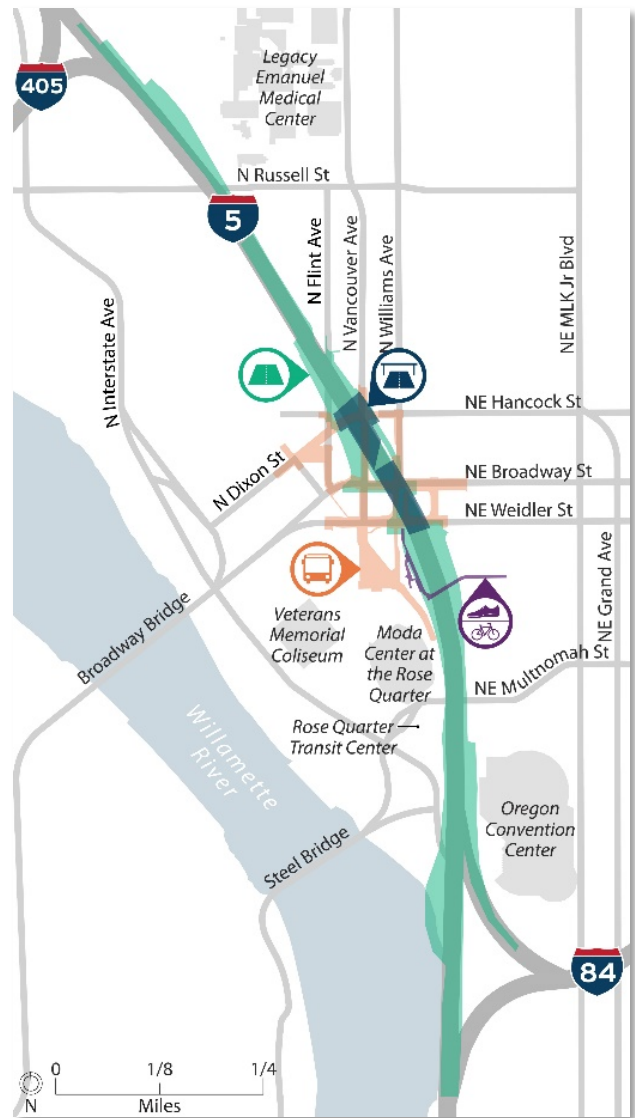 405
Legacy
Emanuel
Medical
Center
N Russell St
5
N Flint Ave
N Vancouver Ave
N Williams Ave
NE MLK Jr Blvd
N Interstate Ave
NE Hancock St
N Dixon St
NE Broadway St
NE Weidler St
NE Grand Ave
Broadway Bridge
Veterans
Memorial
Coliseum
Moda
Center at
the Rose
Quarter
NE Multnomah St
Rose Quarter
Transit Center
Willamette
River
Oregon
Convention
Center
Steel Bridge
84
0 1/8 1/4
N
Miles